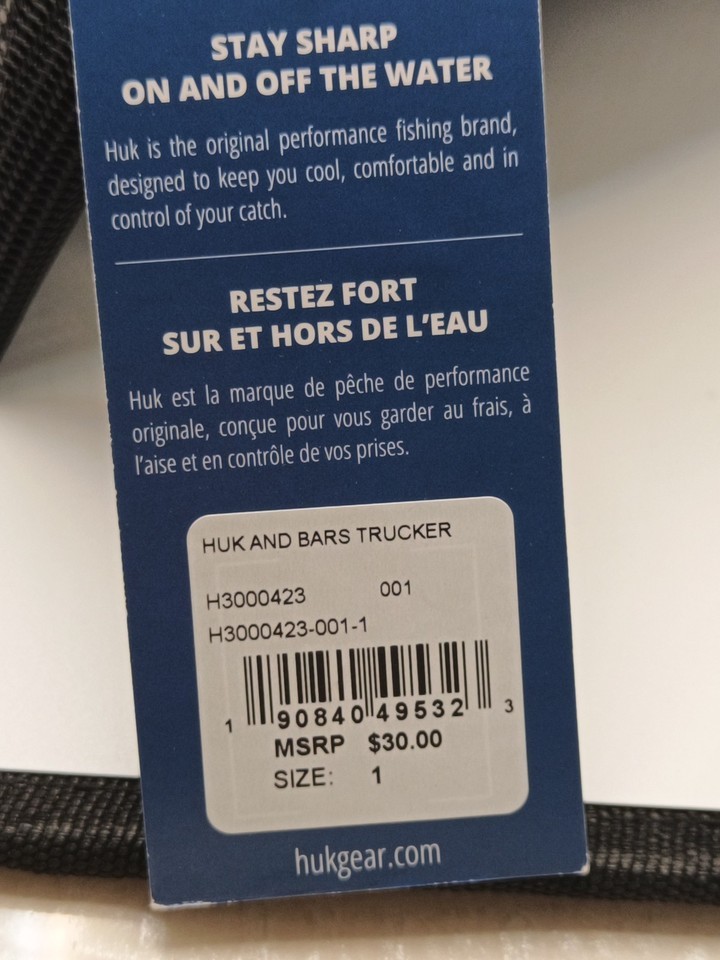 STAY SHARP
ON AND OFF THE WATER
Huk is the original performance fishing brand,
designed to keep you cool, comfortable and in
control of your catch.
RESTEZ FORT
SUR ET HORS DE L'EAU
Huk est la marque de pêche de performance
originale, conçue pour vous garder au frais, à
l'aise et en contrôle de vos prises.
HUK AND BARS TRUCKER
H3000423 001
H3000423-001-1
1 90840 49532 3
MSRP $30.00
SIZE: 1
hukgear.com